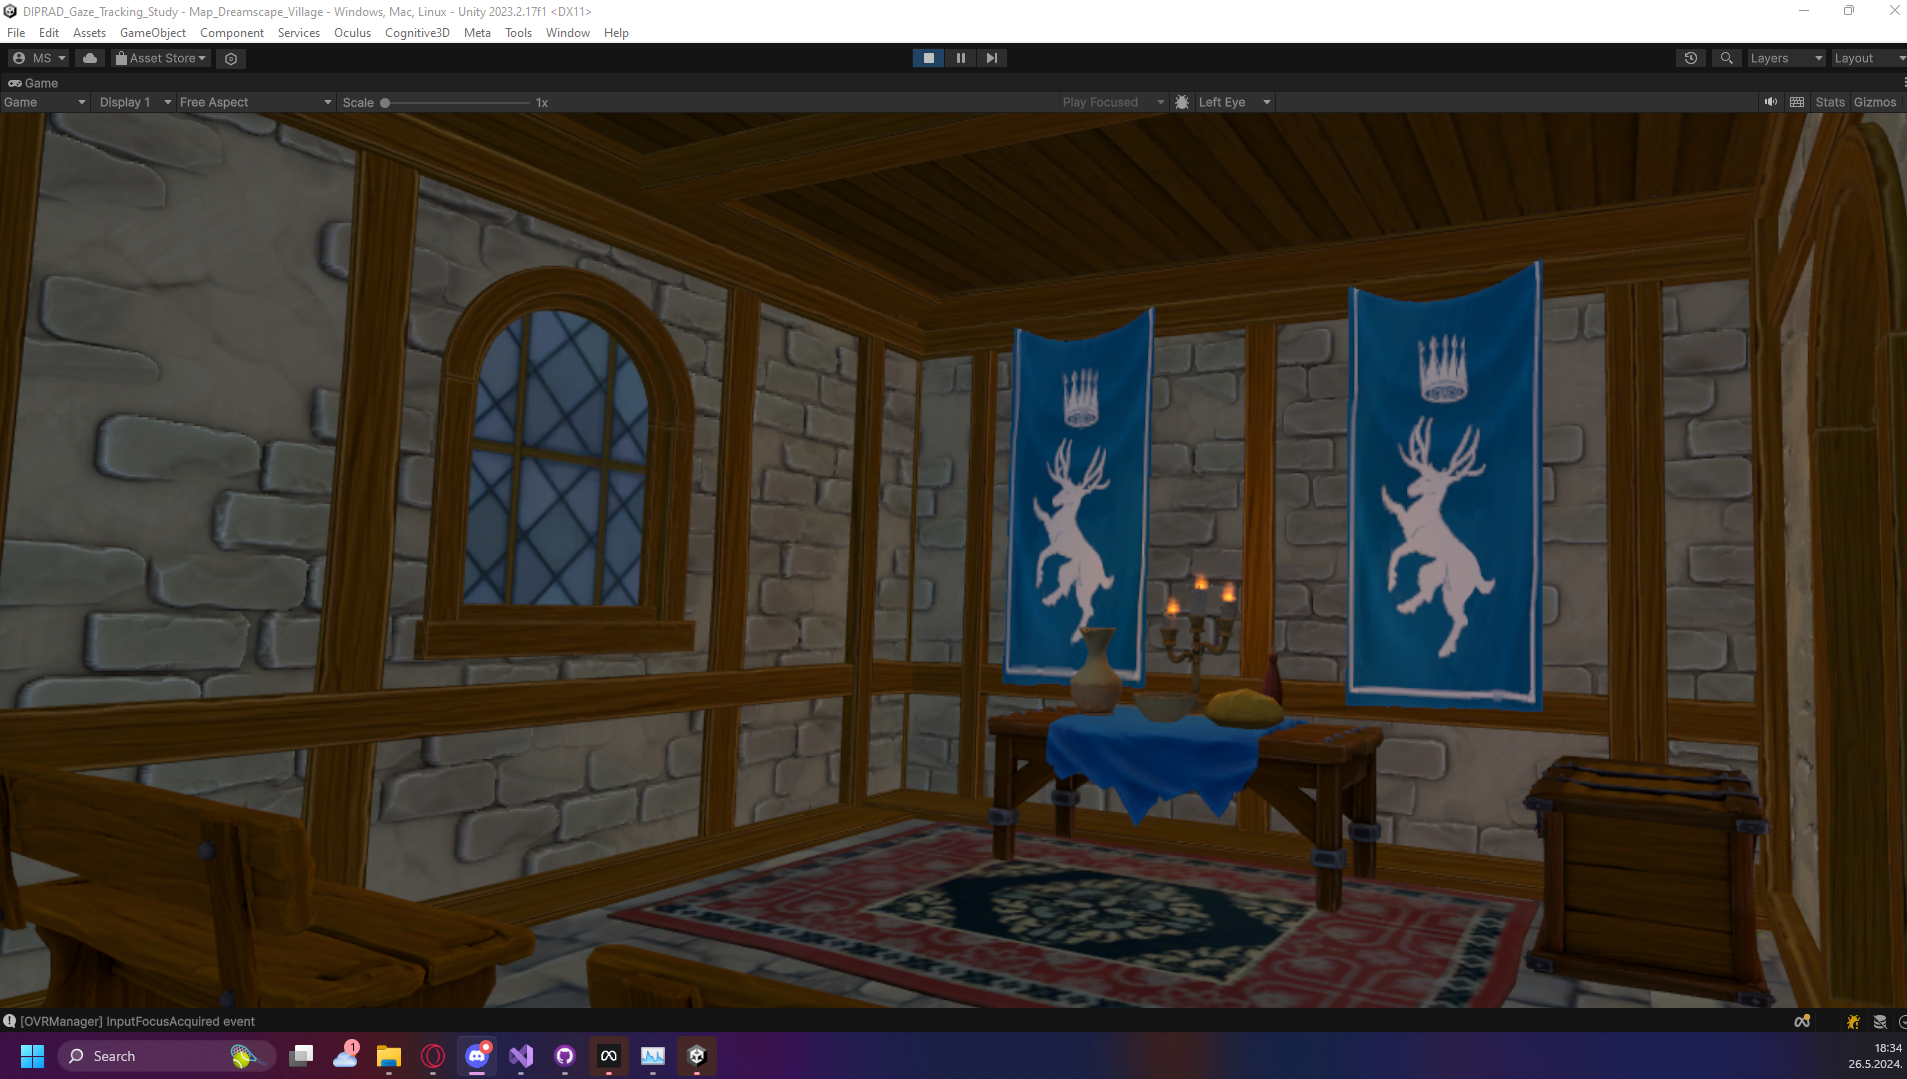 DIPRAD_Gaze_Tracking_Study - Map_Dreamscape_Village - Windows, Mac, Linux - Unity 2023.2.17f1 <DX11>
File Edit Assets GameObject Component Services Oculus Cognitive3D Meta Tools Window Help
MS Asset Store Layers Layout
Game
Game Display 1 Free Aspect Scale 1x Play Focused Left Eye Stats Gizmos
[OVRManager] InputFocusAcquired event
Search 1 18:34
26.5.2024.